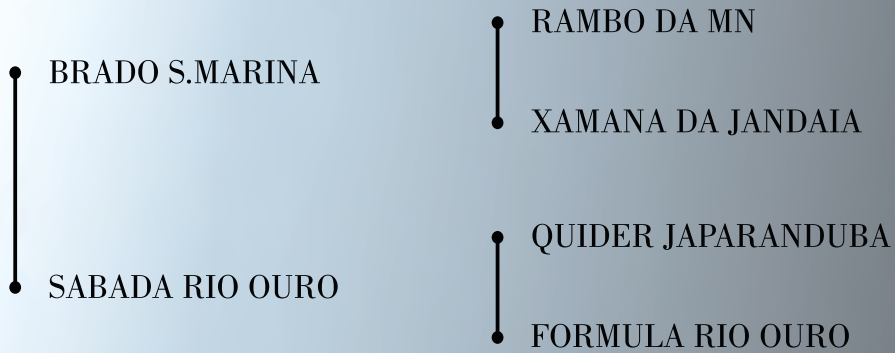 RAMBO DA MN
BRADO S.MARINA
XAMANA DA JANDAIA
QUIDER JAPARANDUBA
SABADA RIO OURO
FORMULA RIO OURO